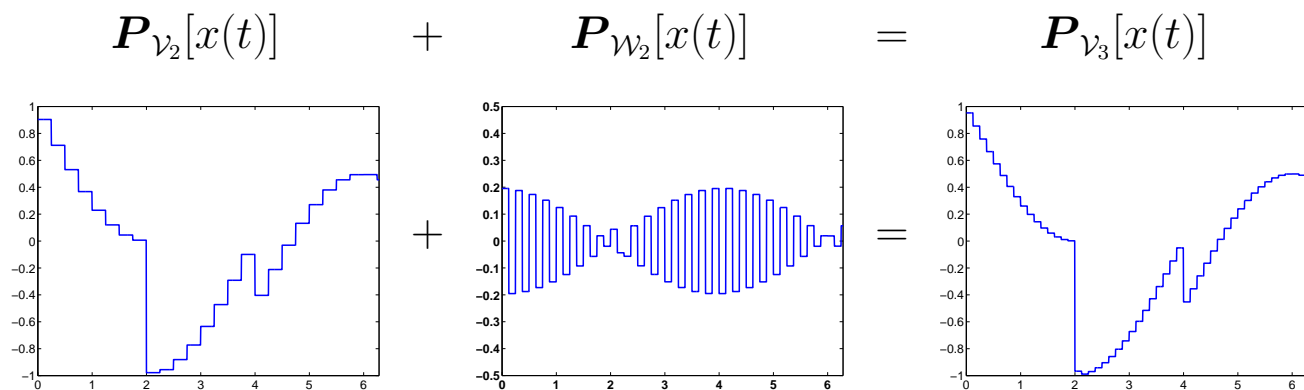 P_{𝒱_2}[x(t)] + P_{𝒲_2}[x(t)] = P_{𝒱_3}[x(t)]
1 0.5 1
0.8 0.4 0.8
0.6 0.3 0.6
0.4 0.2 0.4
0.2 0.1 0.2
0 + 0 = 0
−0.2 −0.1 −0.2
−0.4 −0.2 −0.4
−0.6 −0.3 −0.6
−0.8 −0.4 −0.8
−1 −0.5 −1
0 1 2 3 4 5 6 0 1 2 3 4 5 6 0 1 2 3 4 5 6